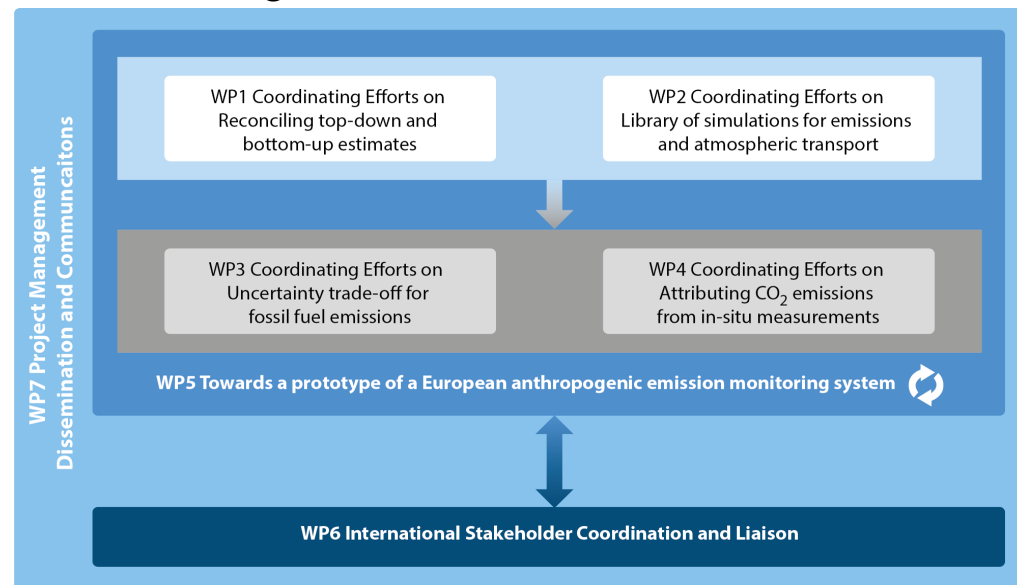 WP7 Project Management
Dissemination and Communcaitons
WP1 Coordinating Efforts on
Reconciling top-down and
bottom-up estimates
WP2 Coordinating Efforts on
Library of simulations for emissions
and atmospheric transport
WP3 Coordinating Efforts on
Uncertainty trade-off for
fossil fuel emissions
WP4 Coordinating Efforts on
Attributing CO₂ emissions
from in-situ measurements
WP5 Towards a prototype of a European anthropogenic emission monitoring system
WP6 International Stakeholder Coordination and Liaison